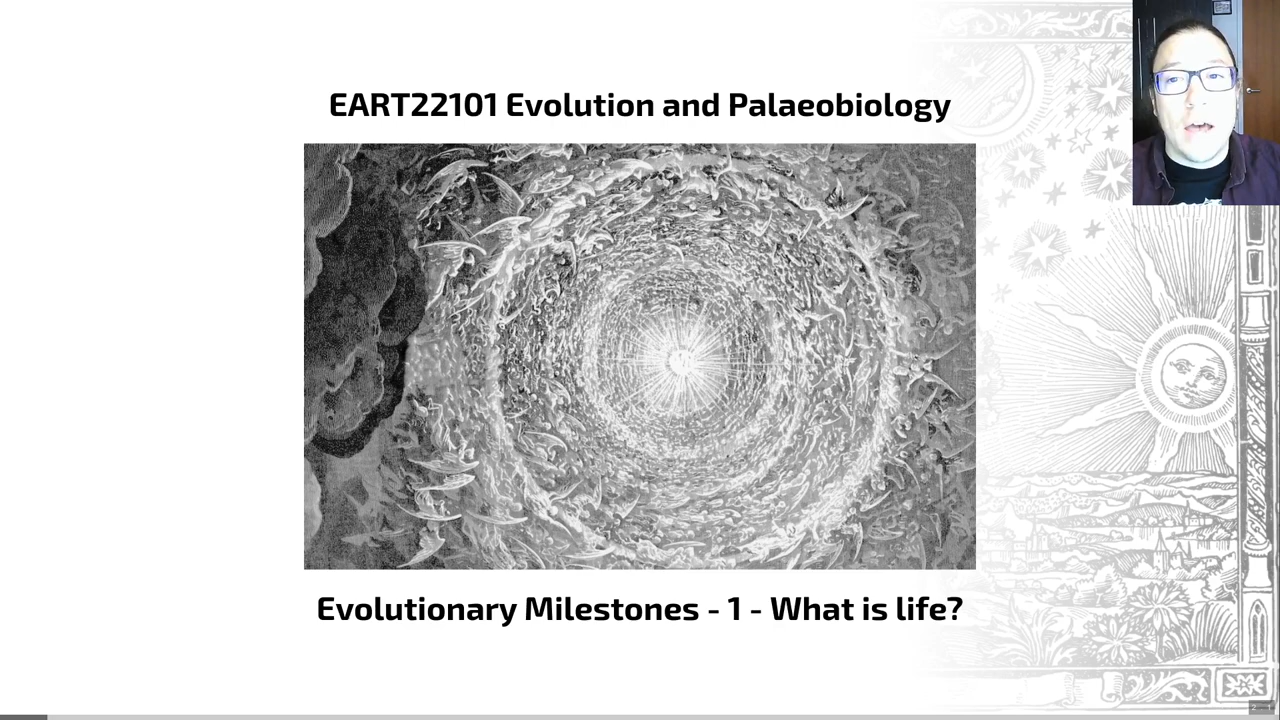 EART22101 Evolution and Palaeobiology
Evolutionary Milestones - 1 - What is life?